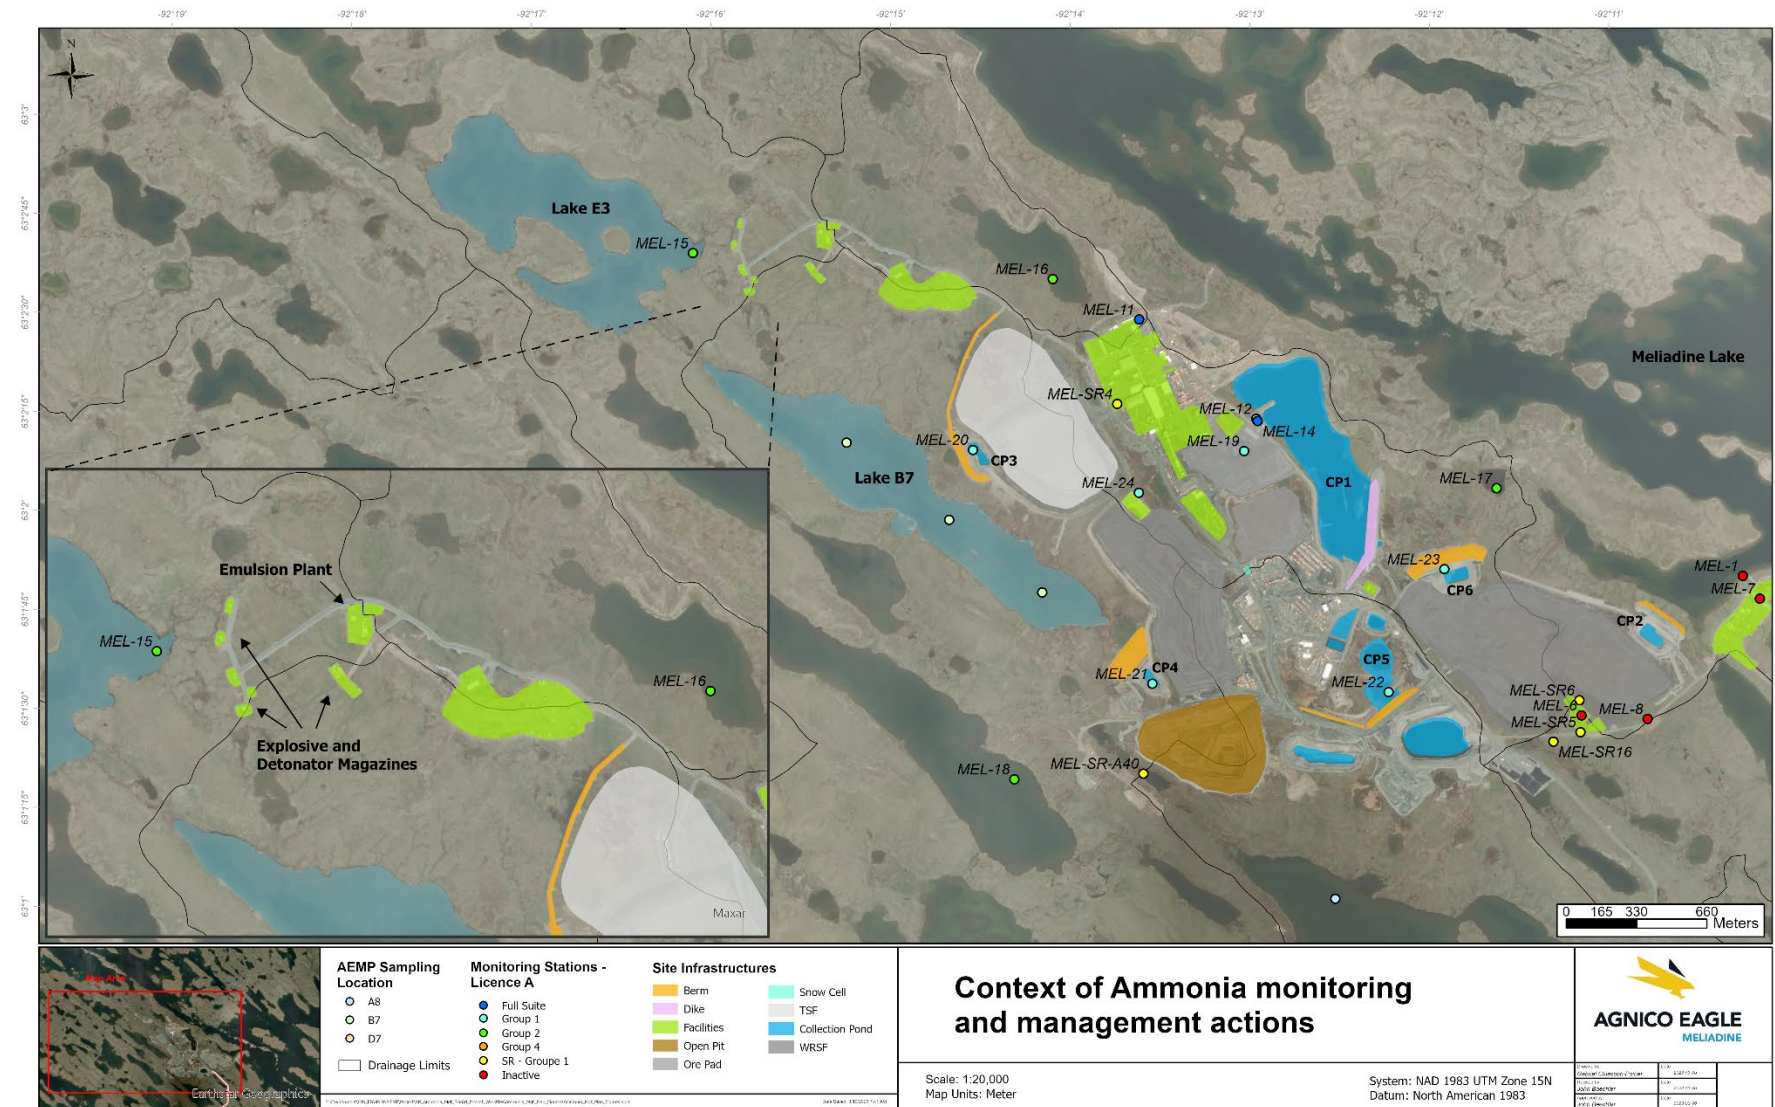 -92°19'
-92°18'
-92°17'
-92°16'
-92°15'
-92°14'
-92°13'
-92°12'
-92°11'
N
63°3'
63°2'45"
63°2'30"
63°2'15"
63°2'
63°1'45"
63°1'30"
63°1'15"
63°1'
Lake E3
MEL-15
MEL-16
MEL-11
Meliadine Lake
MEL-SR4
MEL-12
MEL-14
MEL-19
MEL-20
CP3
Lake B7
CP1
MEL-17
MEL-24
MEL-23
CP6
MEL-1
MEL-7
CP2
MEL-21
CP4
CP5
MEL-22
MEL-SR6
MEL-6
MEL-8
MEL-SR5
MEL-SR16
MEL-SR-A40
MEL-18
Emulsion Plant
MEL-15
MEL-16
Explosive and
Detonator Magazines
Maxar
0 165 330 660
Meters
Map Area
Earthstar Geographics
AEMP Sampling
Location
A8
B7
D7
Drainage Limits
Monitoring Stations -
Licence A
Full Suite
Group 1
Group 2
Group 4
SR - Groupe 1
Inactive
Site Infrastructures
Berm
Dike
Facilities
Open Pit
Ore Pad
Snow Cell
TSF
Collection Pond
WRSF
Context of Ammonia monitoring
and management actions
Scale: 1:20,000
Map Units: Meter
System: NAD 1983 UTM Zone 15N
Datum: North American 1983
AGNICO EAGLE
MELIADINE